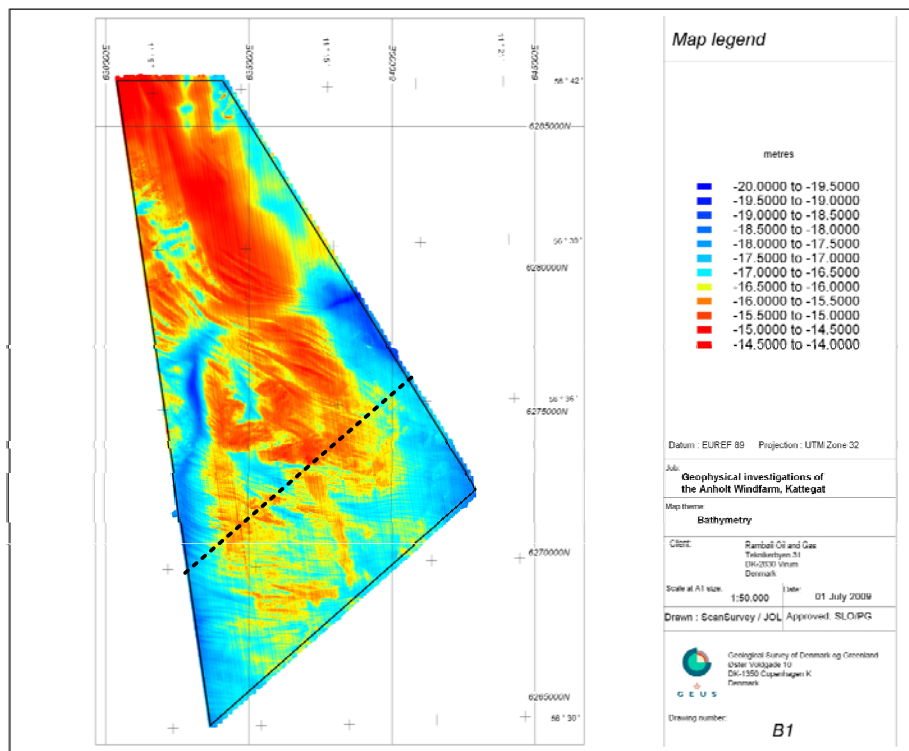 630000E
11 ° 9 '
635000E
11 ° 15 '
640000E
11 ° 21 '
645000E
56 ° 42 '
6285000N
56 ° 39 '
6280000N
56 ° 36 '
6275000N
6270000N
6265000N
56 ° 30 '
Map legend
metres
-20.0000 to -19.5000
-19.5000 to -19.0000
-19.0000 to -18.5000
-18.5000 to -18.0000
-18.0000 to -17.5000
-17.5000 to -17.0000
-17.0000 to -16.5000
-16.5000 to -16.0000
-16.0000 to -15.5000
-15.5000 to -15.0000
-15.0000 to -14.5000
-14.5000 to -14.0000
Datum : EUREF 89 Projection : UTM Zone 32
Job:
Geophysical investigations of
the Anholt Windfarm, Kattegat
Map theme:
Bathymetry
Client:
Rambøll Oil and Gas
Teknikerbyen 31
DK-2830 Virum
Denmark
Scale at A1 size:
1:50.000
Date:
01 July 2009
Drawn : ScanSurvey / JOL
Approved: SLO/PG
GEUS
Geological Survey of Denmark og Greenland
Øster Voldgade 10
DK-1350 Copenhagen K
Denmark
Drawing number:
B1